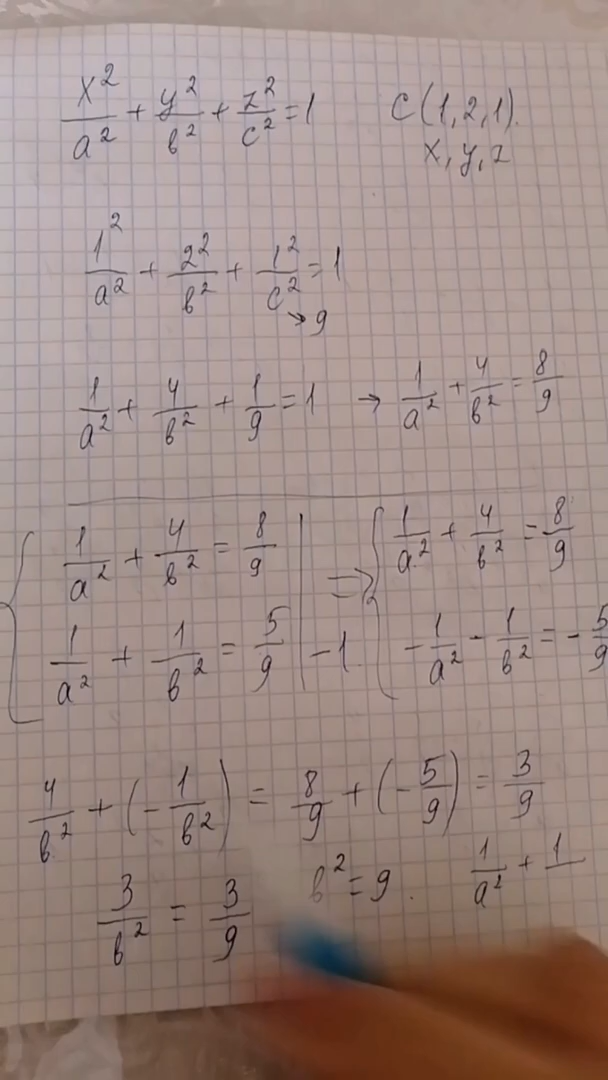 x²/a² + y²/b² + z²/c² = 1 C(1, 2, 1).
x, y, z
1²/a² + 2²/b² + 1²/c² = 1
→ 9
1/a² + 4/b² + 1/9 = 1 → 1/a² + 4/b² = 8/9
{ 1/a² + 4/b² = 8/9 | ⇒ { 1/a² + 4/b² = 8/9
1/a² + 1/b² = 5/9 | -1 -1/a² - 1/b² = -5/9
4/b² + (-1/b²) = 8/9 + (-5/9) = 3/9
3/b² = 3/9 b² = 9. 1/a² + 1